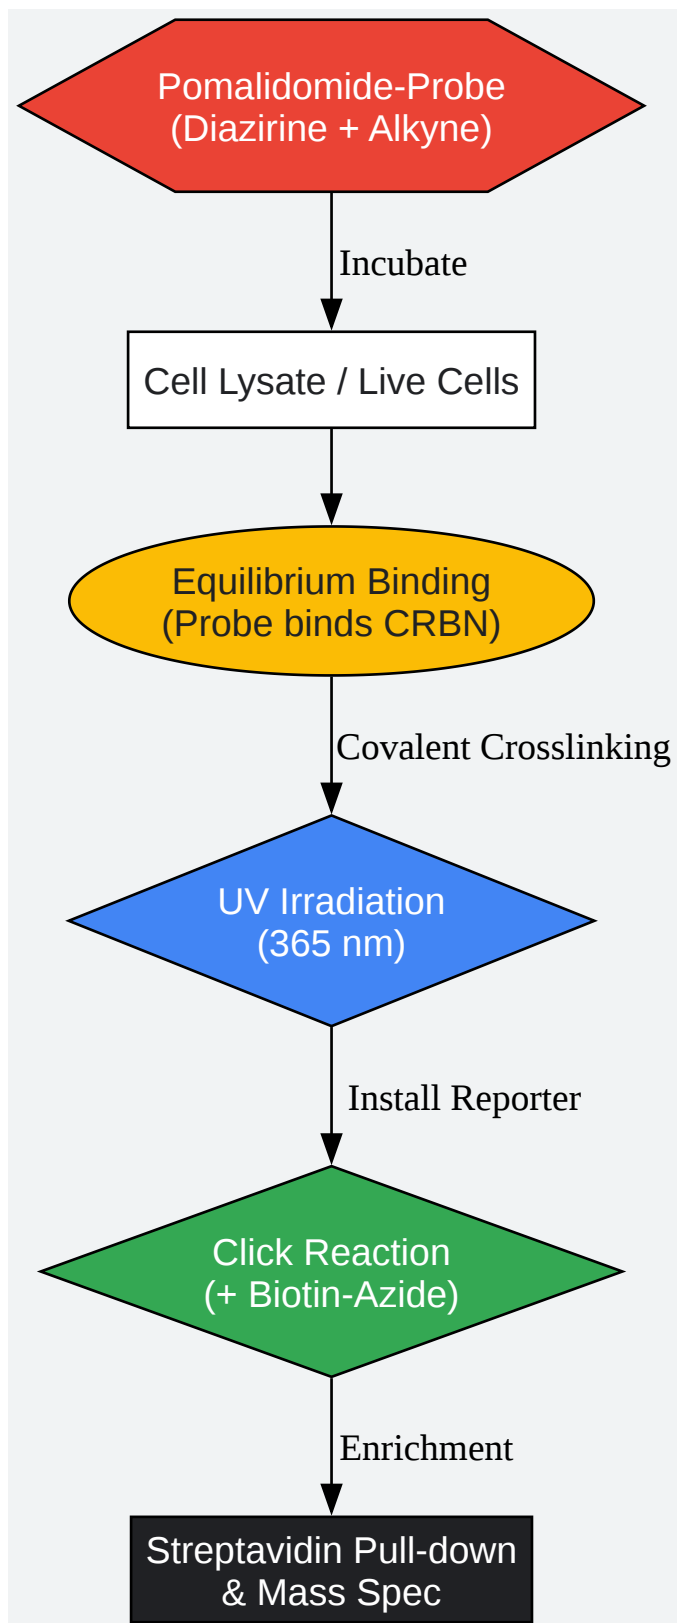 Pomalidomide-Probe
(Diazirine + Alkyne)
Incubate
Cell Lysate / Live Cells
Equilibrium Binding
(Probe binds CRBN)
Covalent Crosslinking
UV Irradiation
(365 nm)
Install Reporter
Click Reaction
(+ Biotin-Azide)
Enrichment
Streptavidin Pull-down
& Mass Spec